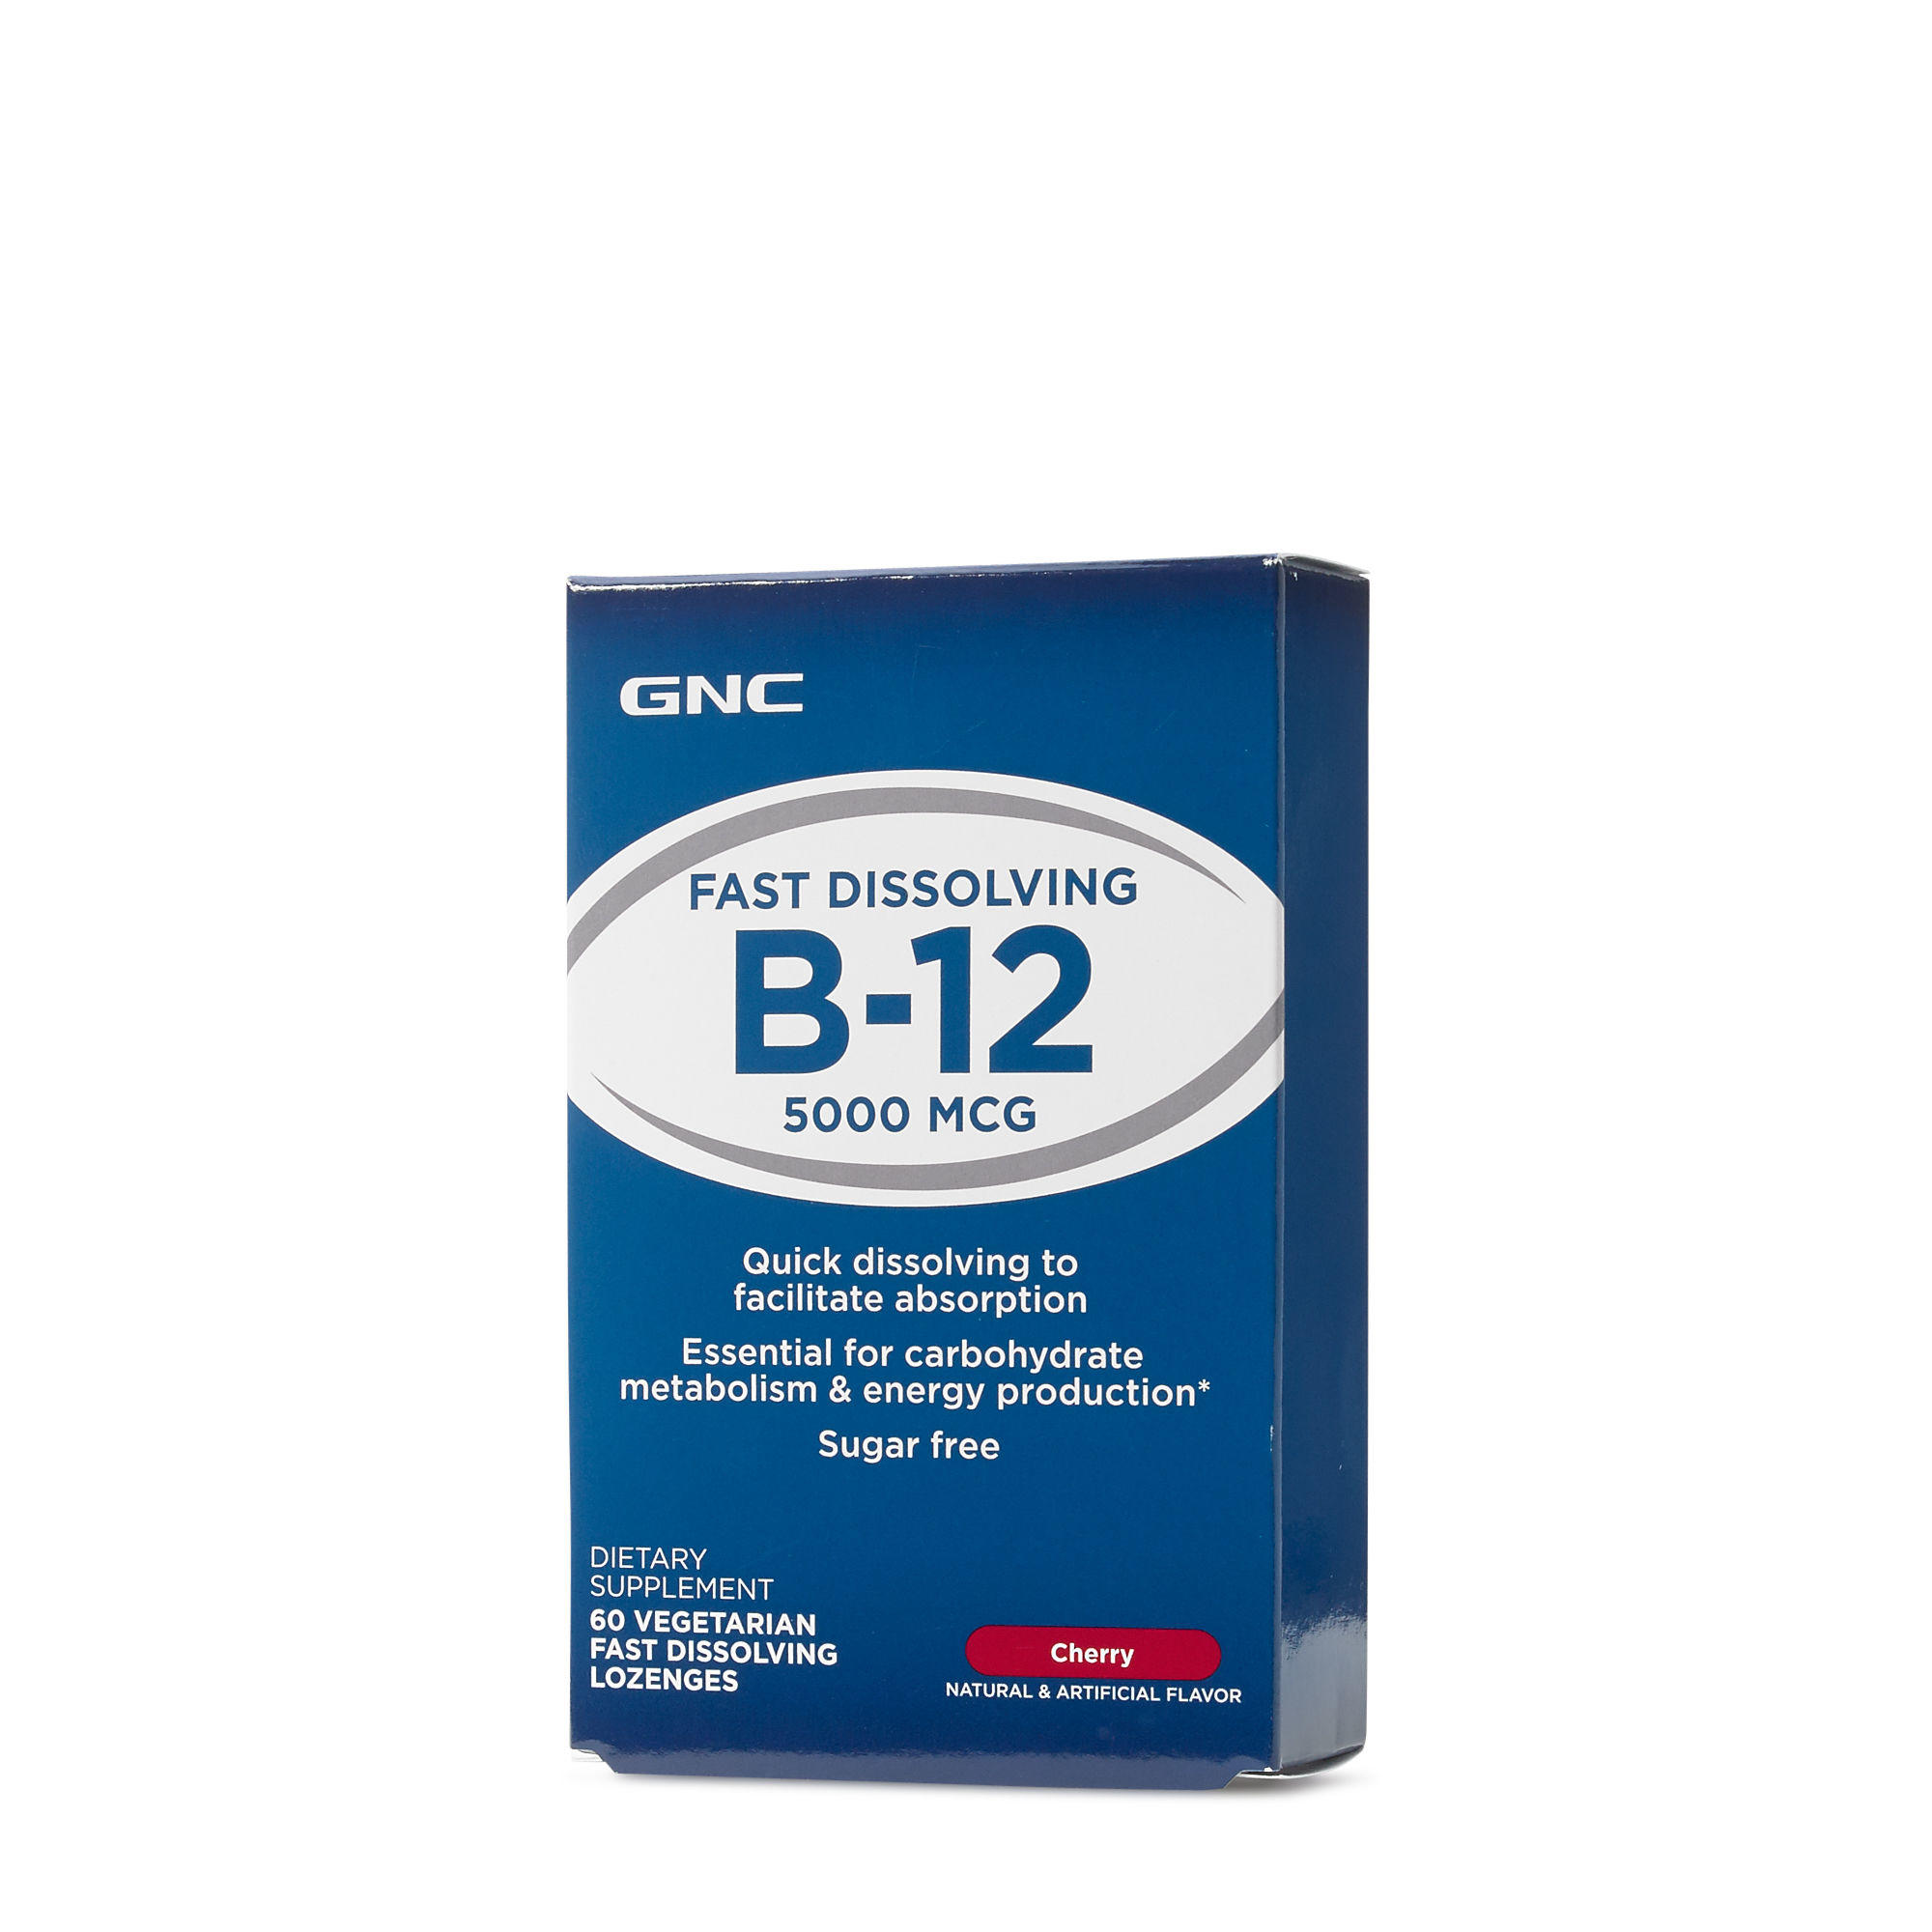 GNC
FAST DISSOLVING
B-12
5000 MCG
Quick dissolving to
facilitate absorption
Essential for carbohydrate
metabolism & energy production*
Sugar free
DIETARY
SUPPLEMENT
60 VEGETARIAN
FAST DISSOLVING
LOZENGES
Cherry
NATURAL & ARTIFICIAL FLAVOR